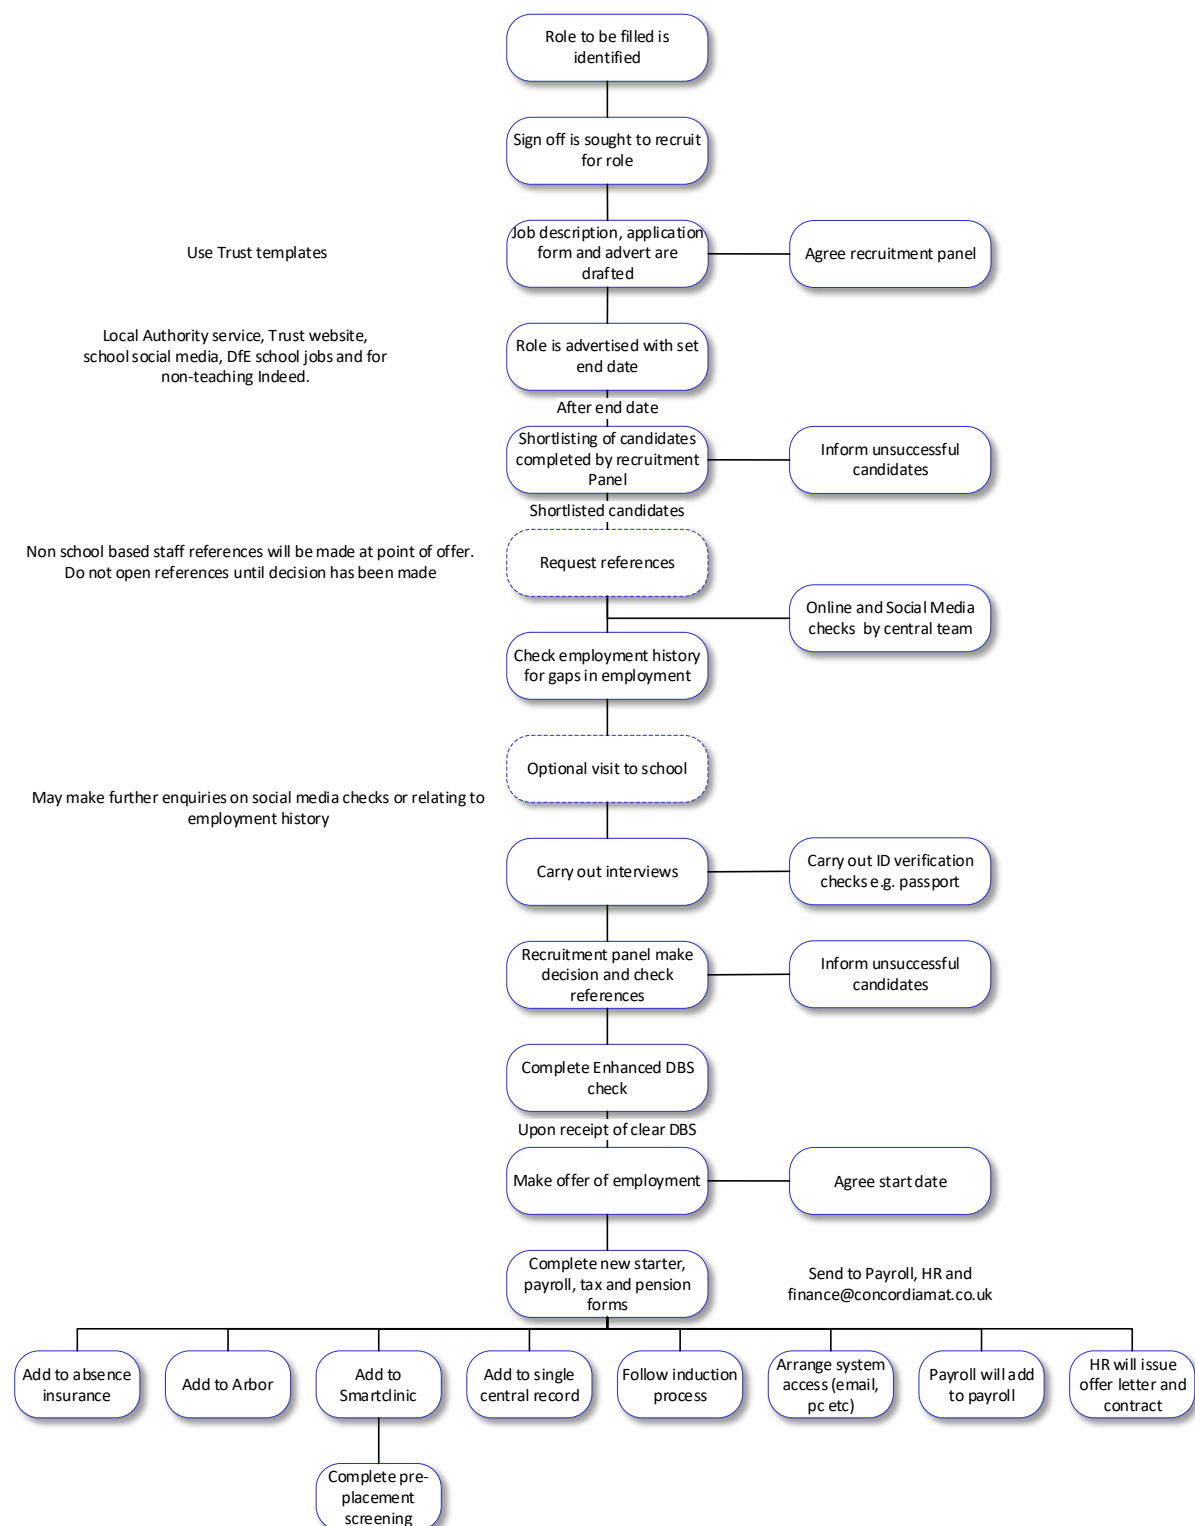 Role to be filled is
identified
Sign off is sought to recruit
for role
Use Trust templates
Job description, application
form and advert are
drafted
Agree recruitment panel
Local Authority service, Trust website,
school social media, DfE school jobs and for
non-teaching Indeed.
Role is advertised with set
end date
After end date
Shortlisting of candidates
completed by recruitment
Panel
Inform unsuccessful
candidates
Shortlisted candidates
Non school based staff references will be made at point of offer.
Do not open references until decision has been made
Request references
Online and Social Media
checks by central team
Check employment history
for gaps in employment
Optional visit to school
May make further enquiries on social media checks or relating to
employment history
Carry out interviews
Carry out ID verification
checks e.g. passport
Recruitment panel make
decision and check
references
Inform unsuccessful
candidates
Complete Enhanced DBS
check
Upon receipt of clear DBS
Make offer of employment
Agree start date
Complete new starter,
payroll, tax and pension
forms
Send to Payroll, HR and
finance@concordiamat.co.uk
Add to absence
insurance
Add to Arbor
Add to
Smartclinic
Add to single
central record
Follow induction
process
Arrange system
access (email,
pc etc)
Payroll will add
to payroll
HR will issue
offer letter and
contract
Complete pre-
placement
screening